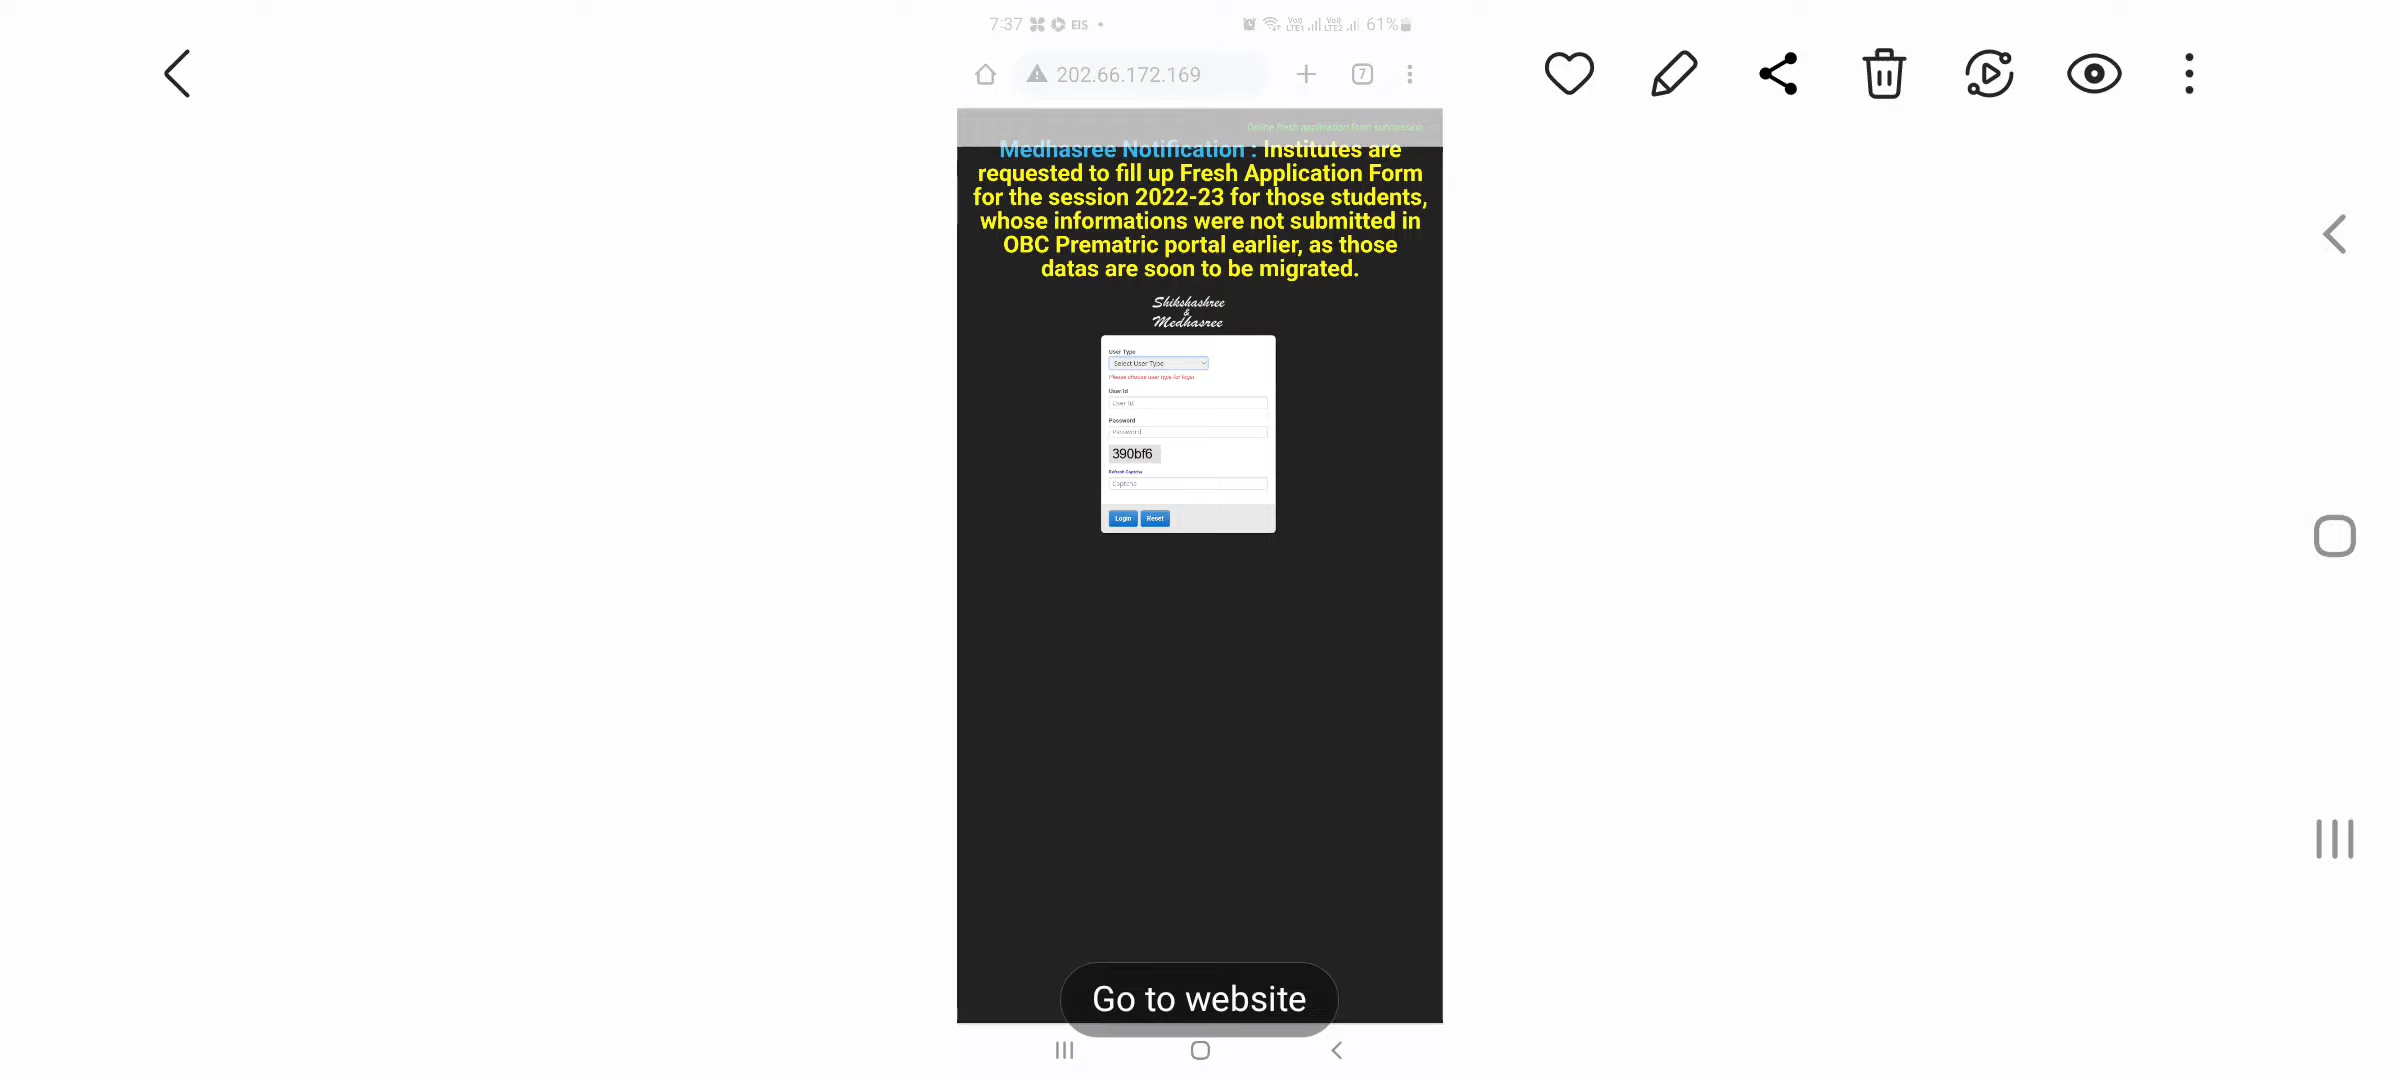 7:37 EIS 61%
202.66.172.169
7
Online fresh application form submission
Medhasree Notification : Institutes are
requested to fill up Fresh Application Form
for the session 2022-23 for those students,
whose informations were not submitted in
OBC Prematric portal earlier, as those
datas are soon to be migrated.
Shikshashree
&
Medhasree
User Type
Select User Type
Please choose user type for login
User Id
User Id
Password
Password
390bf6
Refresh Captcha
Captcha
Login Reset
Go to website